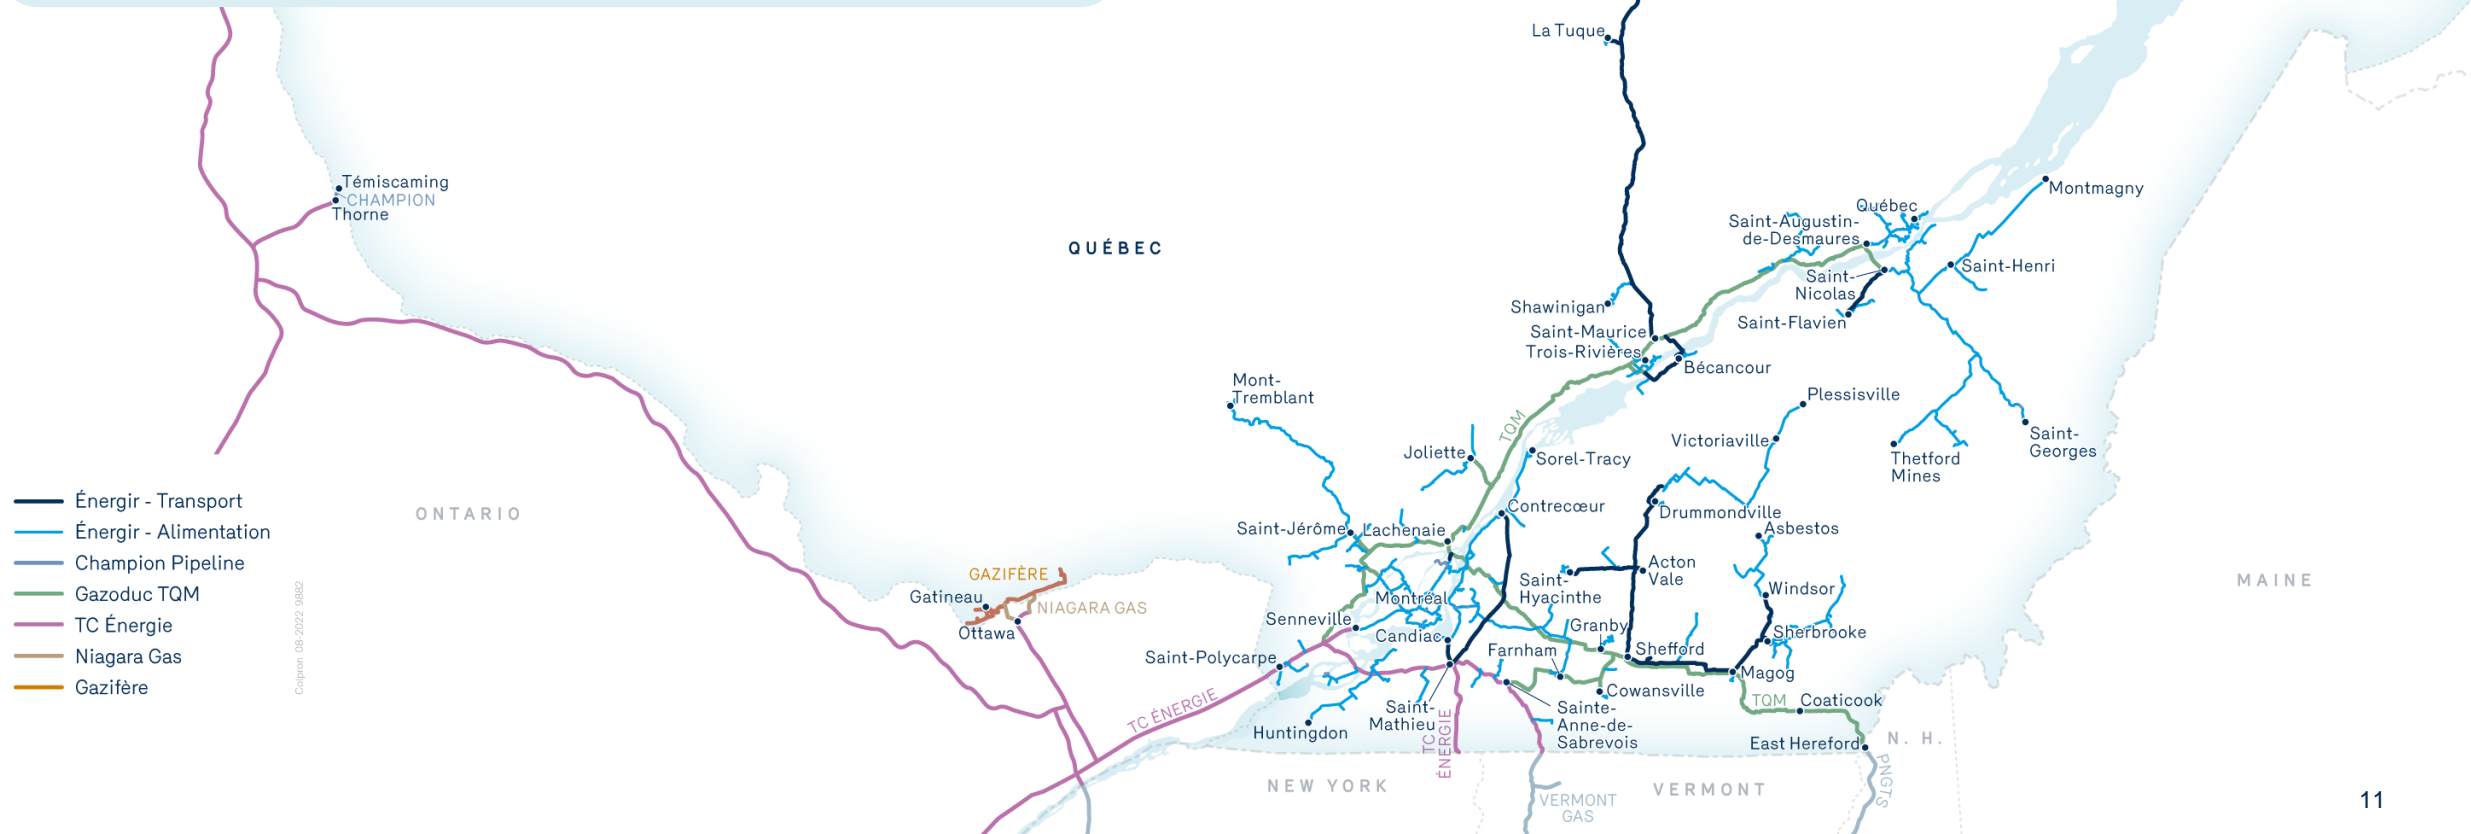 La Tuque
Témiscaming
CHAMPION
Thorne
QUÉBEC
Montmagny
Québec
Saint-Augustin-
de-Desmaures
Saint-Henri
Saint-
Nicolas
Saint-Flavien
Shawinigan
Saint-Maurice
Trois-Rivières
Bécancour
Mont-
Tremblant
Plessisville
TQM
Victoriaville
Saint-
Georges
Joliette
Sorel-Tracy
Thetford
Mines
Énergir - Transport
Énergir - Alimentation
Champion Pipeline
Gazoduc TQM
TC Énergie
Niagara Gas
Gazifère
Colpron 08-2022 9882
ONTARIO
Contrecœur
Drummondville
Asbestos
Saint-Jérôme
Lachenaie
Acton
Vale
Saint-
Hyacinthe
Windsor
MAINE
GAZIFÈRE
Gatineau
NIAGARA GAS
Ottawa
Montréal
Senneville
Candiac
Granby
Sherbrooke
Farnham
Shefford
Saint-Polycarpe
Magog
Cowansville
TC ÉNERGIE
TQM
Coaticook
Saint-
Mathieu
Sainte-
Anne-de-
Sabrevois
Huntingdon
TC
ÉNERGIE
East Hereford
N. H.
PNGTS
NEW YORK
VERMONT
VERMONT
GAS
11